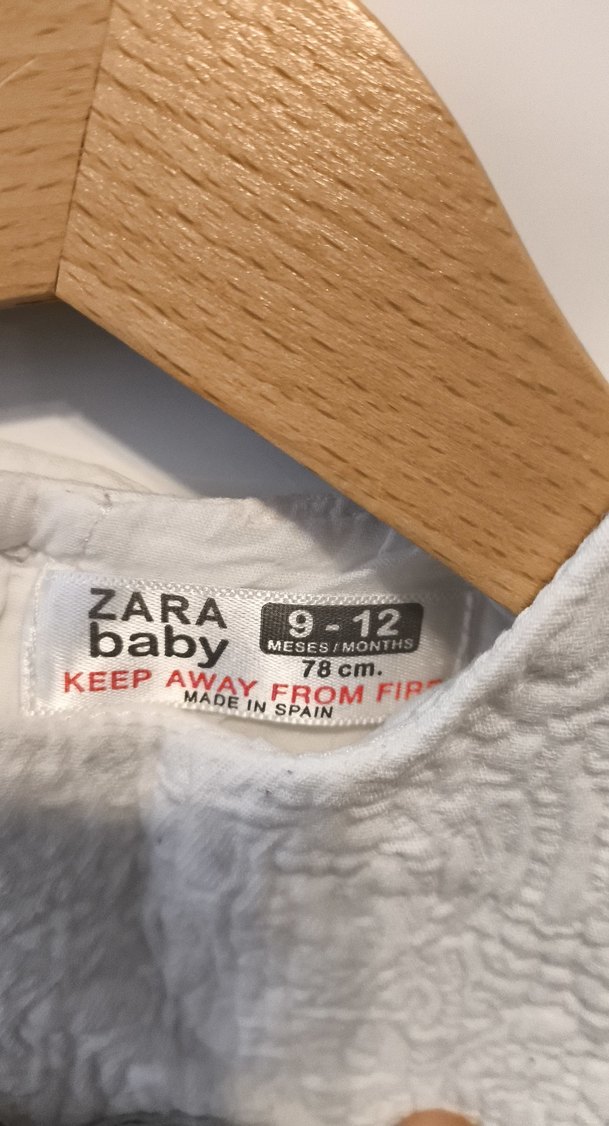 ZARA
baby
9 - 12
MESES / MONTHS
78 cm.
KEEP AWAY FROM FIRE
MADE IN SPAIN